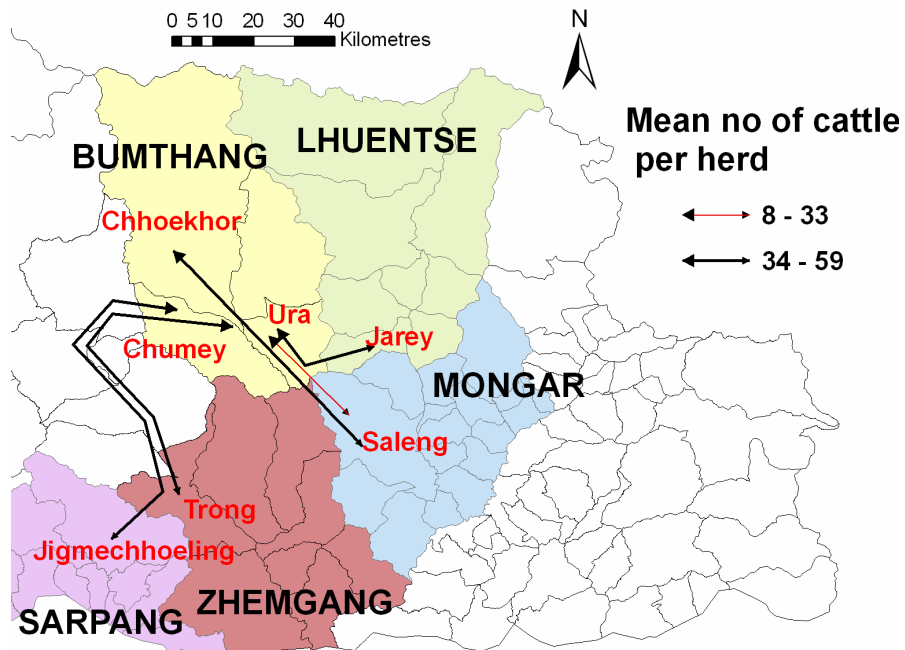 0 5 10 20 30 40
Kilometres
N
Mean no of cattle
per herd
8 - 33
34 - 59
BUMTHANG
LHUENTSE
Chhoekhor
Ura
Jarey
Chumey
MONGAR
Saleng
Trong
Jigmechhoeling
ZHEMGANG
SARPANG